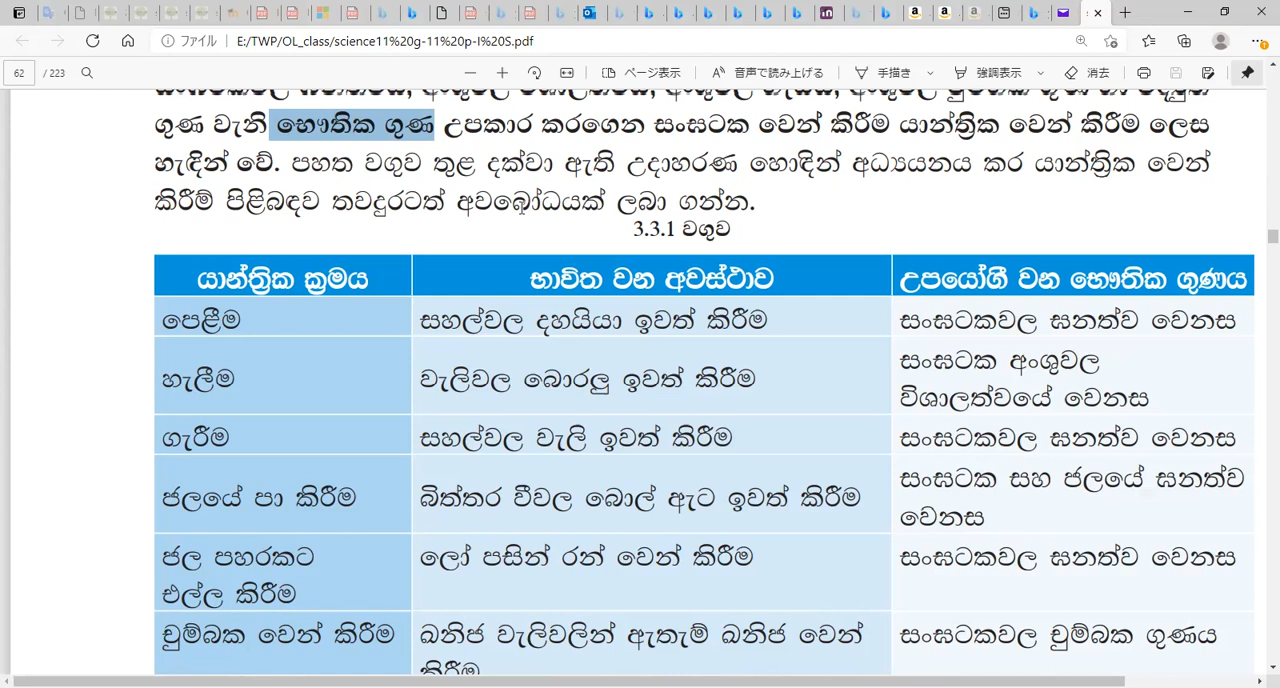 ファイル E:/TWP/OL_class/science11%20g-11%20p-I%20S.pdf
62 / 223 ページ表示 音声で読み上げる 手描き 強調表示 消去
ගුණ වැනි භෞතික ගුණ උපකාර කරගෙන සංඝටක වෙන් කිරීම යාන්ත්‍රික වෙන් කිරීම ලෙස
හැඳින් වේ. පහත වගුව තුළ දක්වා ඇති උදාහරණ හොඳින් අධ්‍යයනය කර යාන්ත්‍රික වෙන්
කිරීම් පිළිබඳව තවදුරටත් අවබෝධයක් ලබා ගන්න.
3.3.1 වගුව
යාන්ත්‍රික ක්‍රමය භාවිත වන අවස්ථාව උපයෝගී වන භෞතික ගුණය
පෙළීම සහල්වල දහයියා ඉවත් කිරීම සංඝටකවල ඝනත්ව වෙනස
හැලීම වැලිවල බොරලු ඉවත් කිරීම සංඝටක අංශුවල
විශාලත්වයේ වෙනස
ගැරීම සහල්වල වැලි ඉවත් කිරීම සංඝටකවල ඝනත්ව වෙනස
ජලයේ පා කිරීම බිත්තර වීවල බොල් ඇට ඉවත් කිරීම සංඝටක සහ ජලයේ ඝනත්ව
වෙනස
ජල පහරකට ලෝ පසින් රන් වෙන් කිරීම සංඝටකවල ඝනත්ව වෙනස
එල්ල කිරීම
චුම්බක වෙන් කිරීම ඛනිජ වැලිවලින් ඇතැම් ඛනිජ වෙන් සංඝටකවල චුම්බක ගුණය
කිරීම